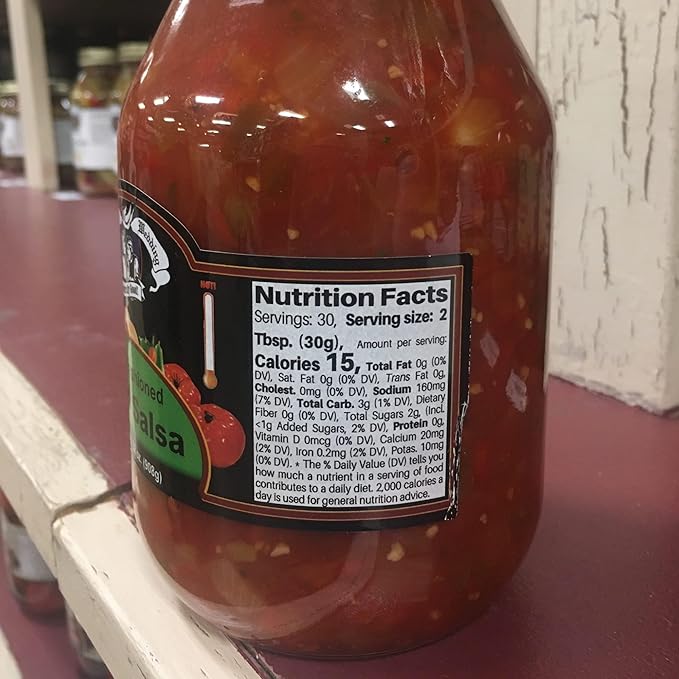 Wedding
HOT!
ioned
Salsa
(508g)
Nutrition Facts
Servings: 30, Serving size: 2
Tbsp. (30g), Amount per serving:
Calories 15, Total Fat 0g (0%
DV), Sat. Fat 0g (0% DV), Trans Fat 0g,
Cholest. 0mg (0% DV), Sodium 160mg
(7% DV), Total Carb. 3g (1% DV), Dietary
Fiber 0g (0% DV), Total Sugars 2g, (Incl.
<1g Added Sugars, 2% DV), Protein 0g,
Vitamin D 0mcg (0% DV), Calcium 20mg
(2% DV), Iron 0.2mg (2% DV), Potas. 10mg
(0% DV). * The % Daily Value (DV) tells you
how much a nutrient in a serving of food
contributes to a daily diet. 2,000 calories a
day is used for general nutrition advice.